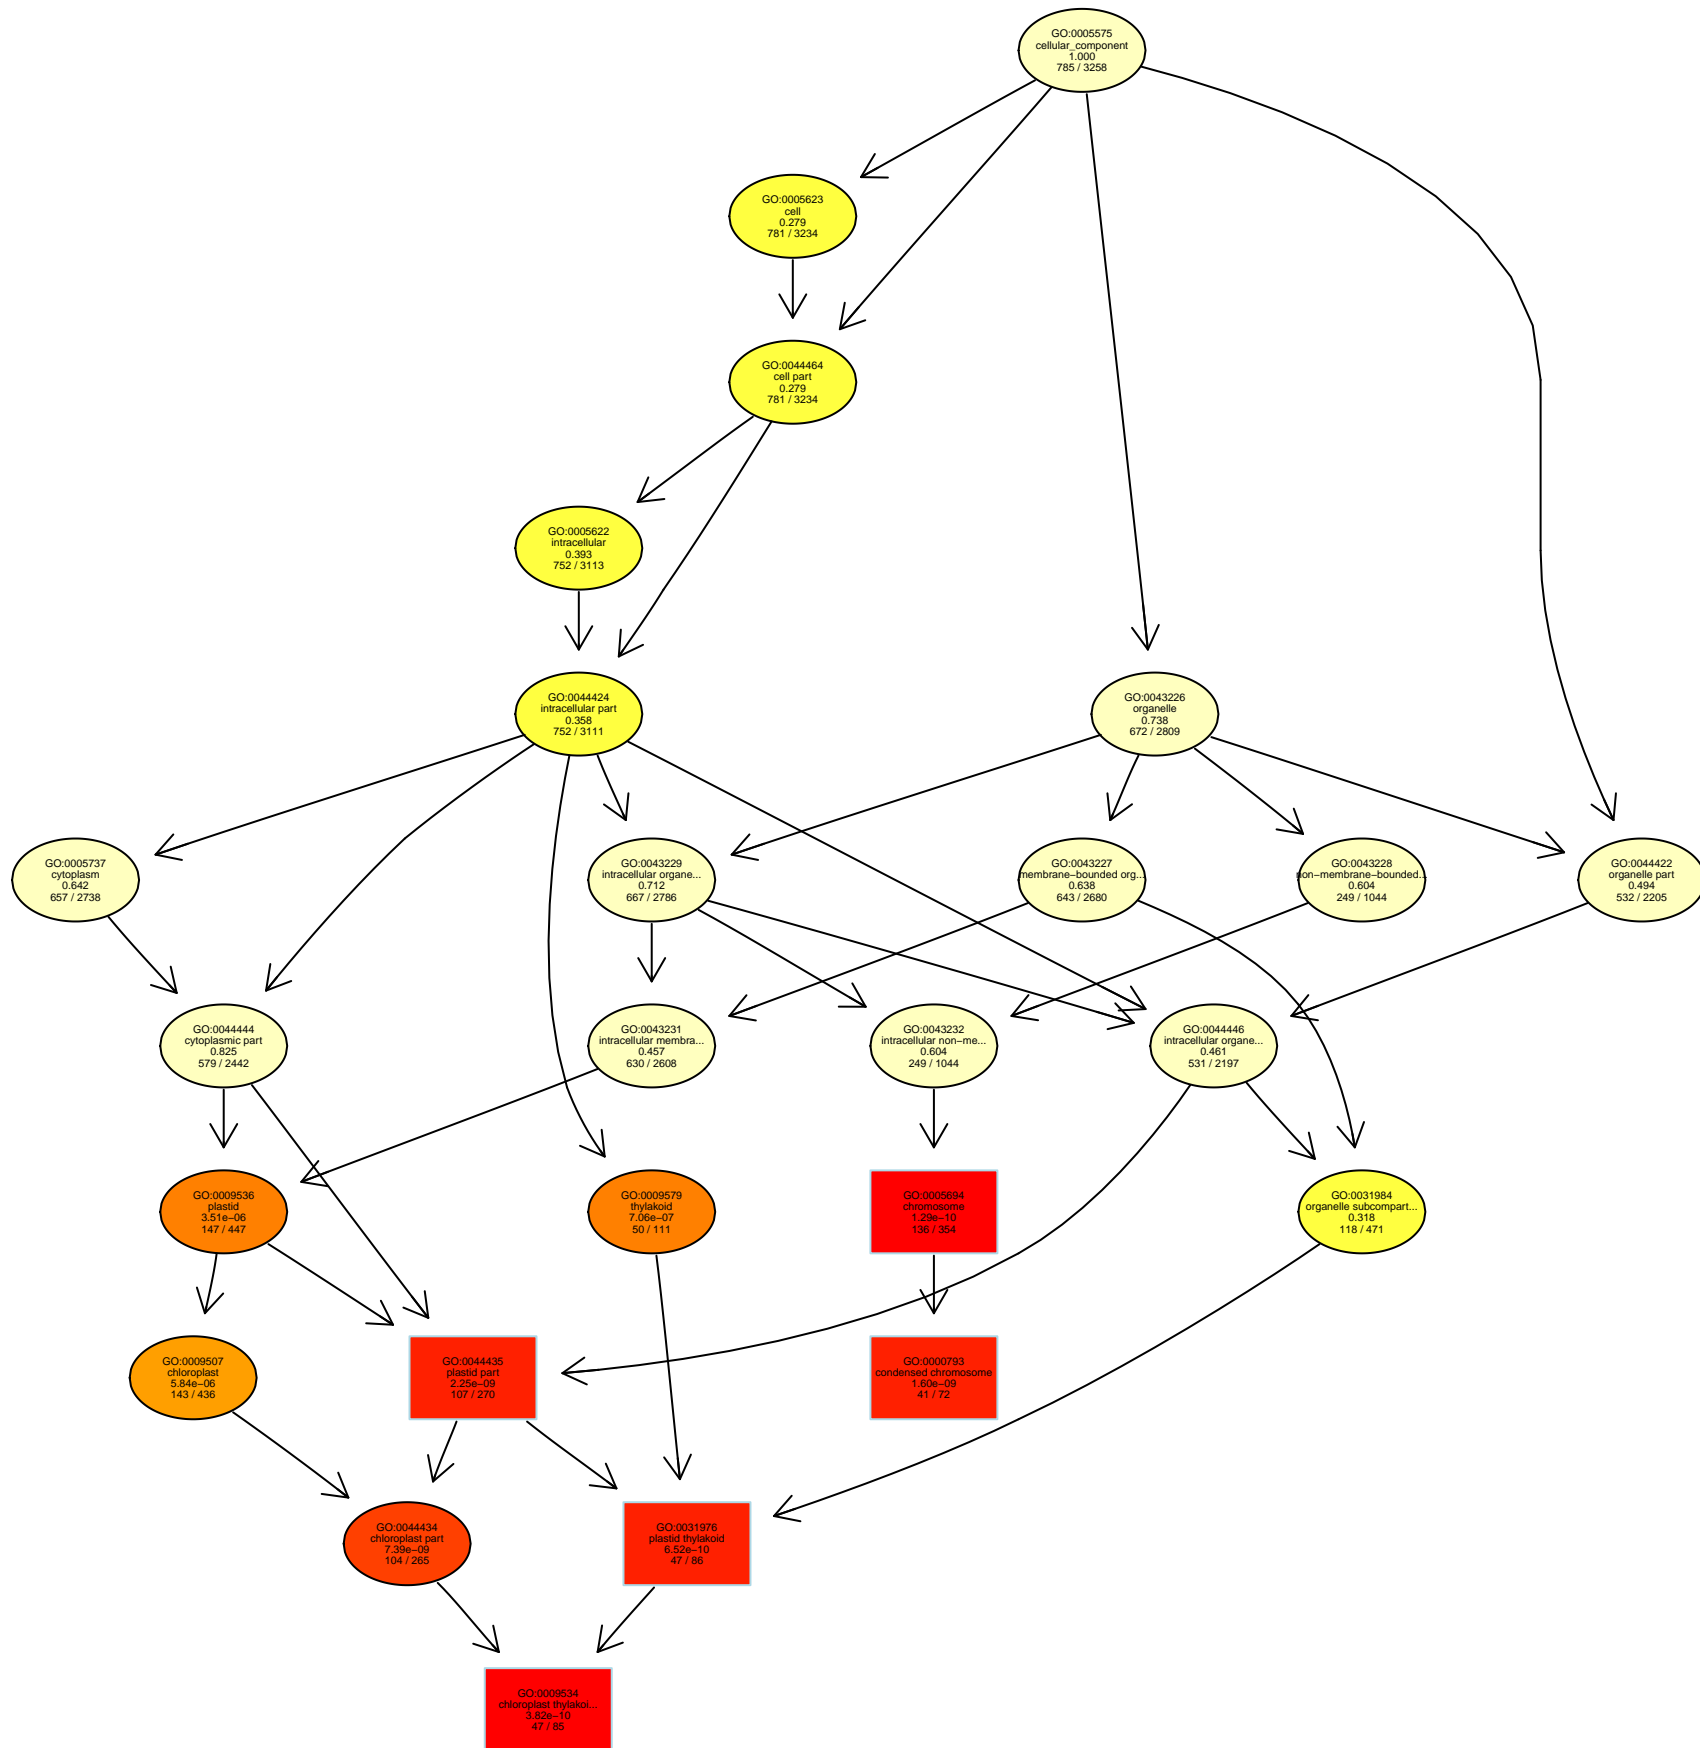 GO:0005575
cellular_component
1.000
785 / 3258
GO:0005623
cell
0.279
781 / 3234
GO:0044464
cell part
0.279
781 / 3234
GO:0005622
intracellular
0.393
752 / 3113
GO:0044424
intracellular part
0.358
752 / 3111
GO:0043226
organelle
0.738
672 / 2809
GO:0005737
cytoplasm
0.642
657 / 2738
GO:0043229
intracellular organe...
0.712
667 / 2786
GO:0043227
membrane−bounded org...
0.638
643 / 2680
GO:0043228
non−membrane−bounded...
0.604
249 / 1044
GO:0044422
organelle part
0.494
532 / 2205
GO:0044444
cytoplasmic part
0.825
579 / 2442
GO:0043231
intracellular membra...
0.457
630 / 2608
GO:0043232
intracellular non−me...
0.604
249 / 1044
GO:0044446
intracellular organe...
0.461
531 / 2197
GO:0009536
plastid
3.51e−06
147 / 447
GO:0009579
thylakoid
7.06e−07
50 / 111
GO:0005694
chromosome
1.29e−10
136 / 354
GO:0031984
organelle subcompart...
0.318
118 / 471
GO:0009507
chloroplast
5.84e−06
143 / 436
GO:0044435
plastid part
2.25e−09
107 / 270
GO:0000793
condensed chromosome
1.60e−09
41 / 72
GO:0044434
chloroplast part
7.39e−09
104 / 265
GO:0031976
plastid thylakoid
6.52e−10
47 / 86
GO:0009534
chloroplast thylakoi...
3.82e−10
47 / 85